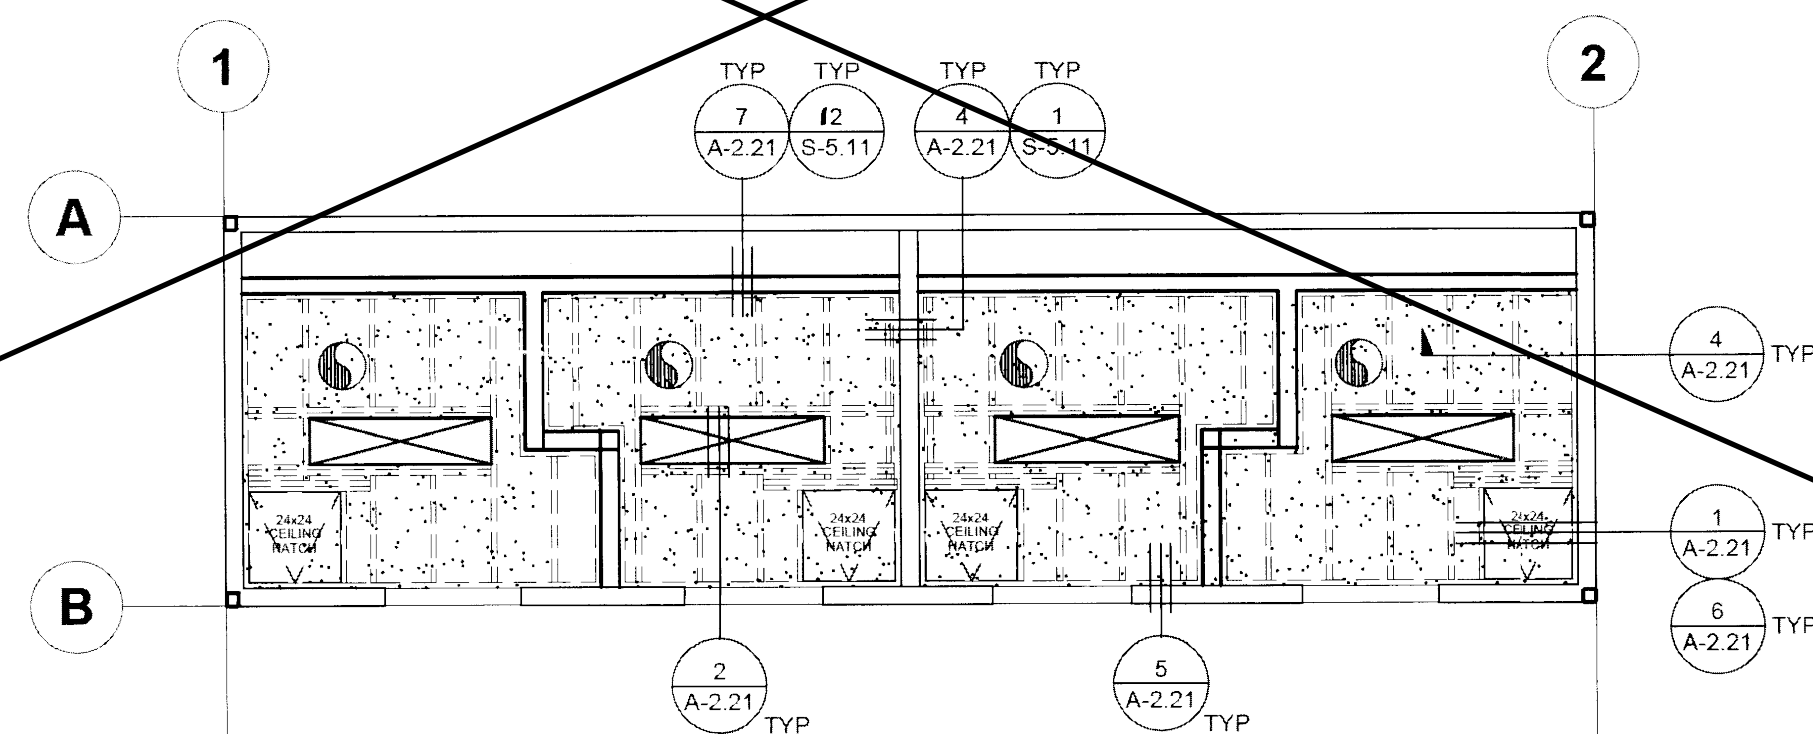 1
2
TYP TYP TYP TYP
7 12 4 1
A-2.21 S-5.11 A-2.21 S-5.11
A
4
A-2.21 TYP
24x24
CEILING
HATCH
24x24
CEILING
HATCH
24x24
CEILING
HATCH
24x24
CEILING
HATCH
1
A-2.21 TYP
B
6
A-2.21 TYP
2
A-2.21
TYP
5
A-2.21
TYP